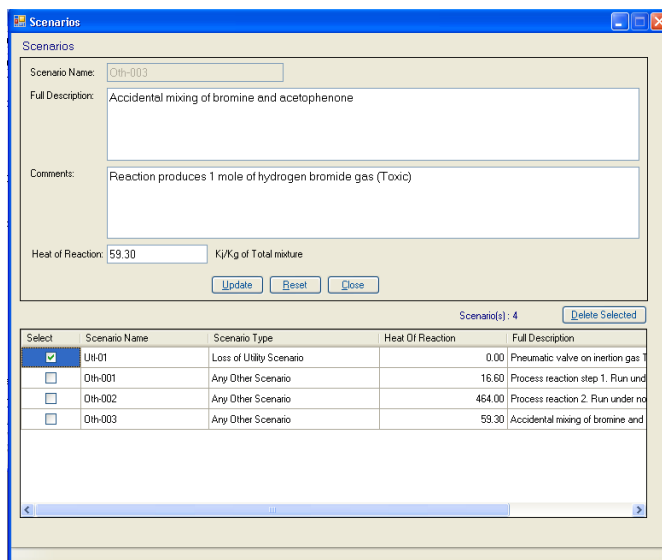 Scenarios
Scenarios
Scenario Name: Oth-003
Full Description: Accidental mixing of bromine and acetophenone
Comments: Reaction produces 1 mole of hydrogen bromide gas (Toxic)
Heat of Reaction: 59.30 Kj/Kg of Total mixture
Update Reset Close
Scenario(s) : 4 Delete Selected
Select Scenario Name Scenario Type Heat Of Reaction Full Description
Utl-01 Loss of Utility Scenario 0.00 Pneumatic valve on inertion gas T
Oth-001 Any Other Scenario 16.60 Process reaction step 1. Run und
Oth-002 Any Other Scenario 464.00 Process reaction 2. Run under no
Oth-003 Any Other Scenario 59.30 Accidental mixing of bromine and